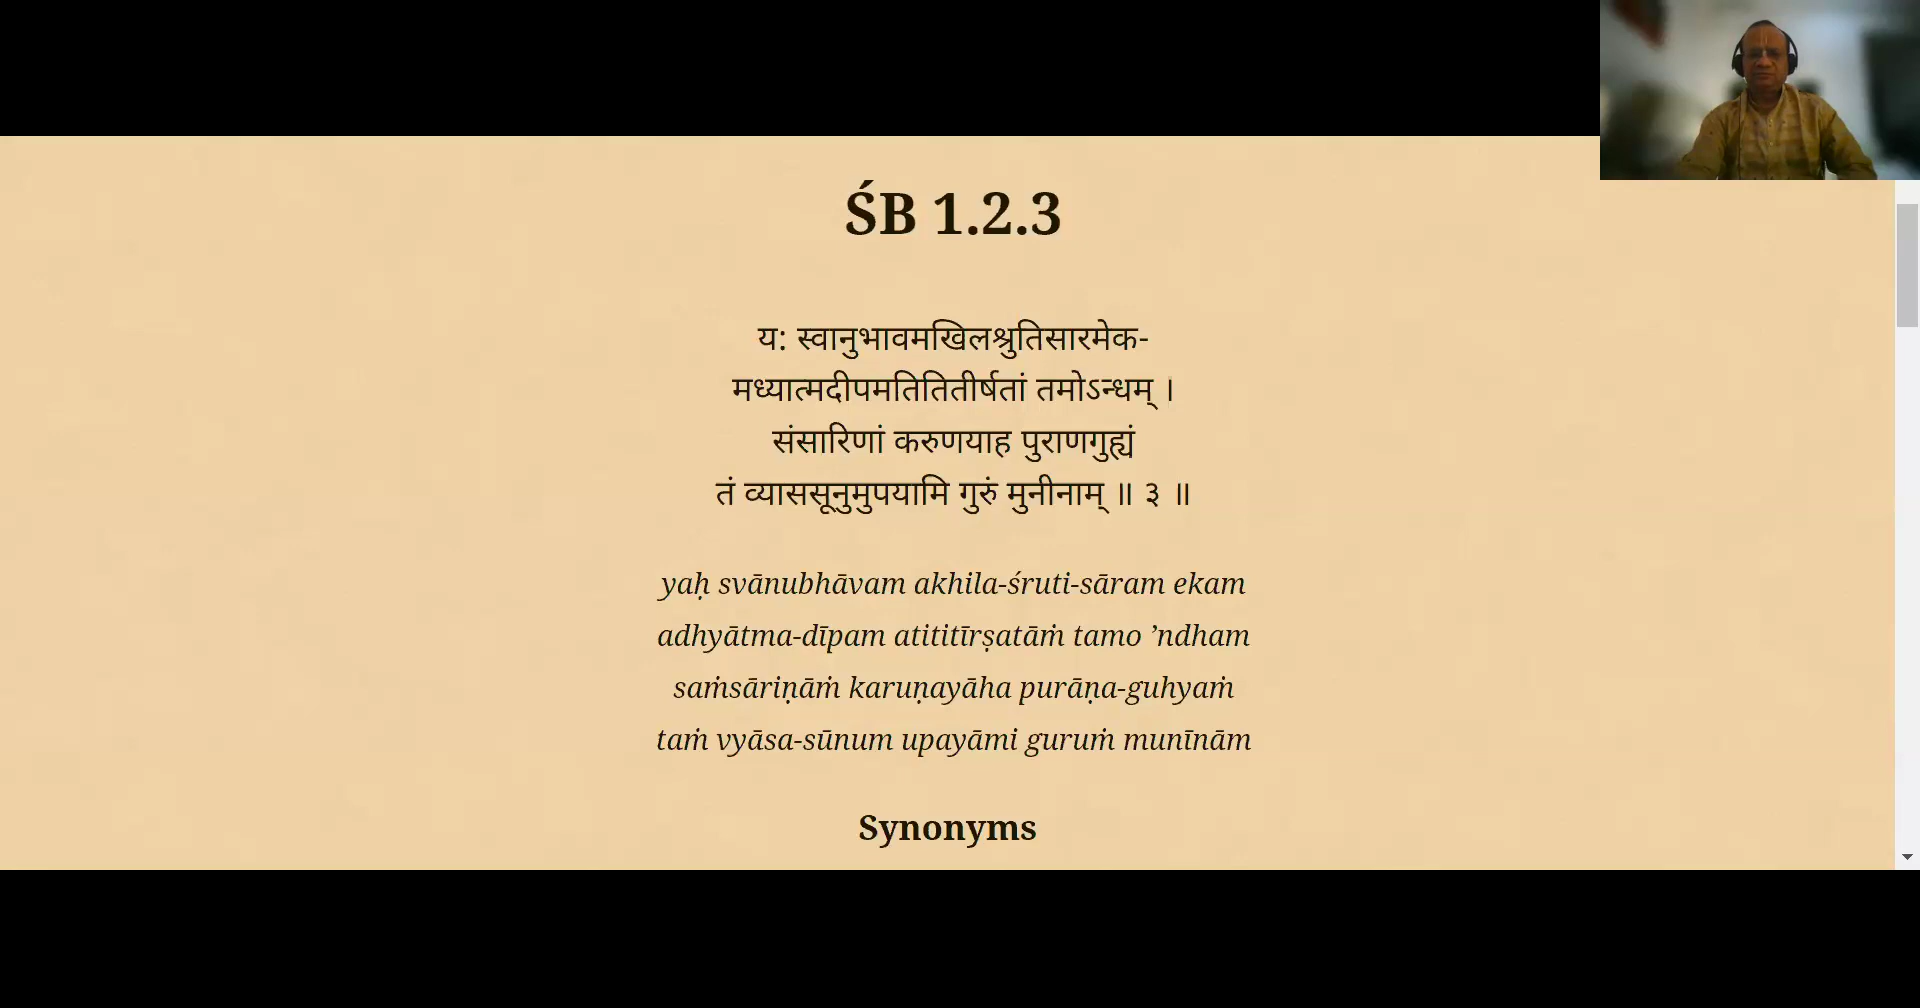 ŚB 1.2.3
य: स्वानुभावमखिलश्रुतिसारमेक-
मध्यात्मदीपमतितितीर्षतां तमोऽन्धम् ।
संसारिणां करुणयाह पुराणगुह्यं
तं व्याससूनुमुपयामि गुरुं मुनीनाम् ॥ ३ ॥
yaḥ svānubhāvam akhila-śruti-sāram ekam
adhyātma-dīpam atititīrṣatāṁ tamo ’ndham
saṁsāriṇāṁ karuṇayāha purāṇa-guhyaṁ
taṁ vyāsa-sūnum upayāmi guruṁ munīnām
Synonyms